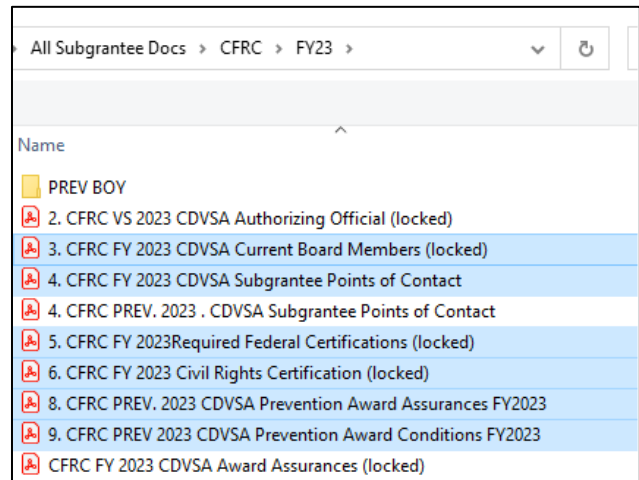 All Subgrantee Docs > CFRC > FY23 >
Name
PREV BOY
2. CFRC VS 2023 CDVSA Authorizing Official (locked)
3. CFRC FY 2023 CDVSA Current Board Members (locked)
4. CFRC FY 2023 CDVSA Subgrantee Points of Contact
4. CFRC PREV. 2023 . CDVSA Subgrantee Points of Contact
5. CFRC FY 2023Required Federal Certifications (locked)
6. CFRC FY 2023 Civil Rights Certification (locked)
8. CFRC PREV. 2023 CDVSA Prevention Award Assurances FY2023
9. CFRC PREV 2023 CDVSA Prevention Award Conditions FY2023
CFRC FY 2023 CDVSA Award Assurances (locked)